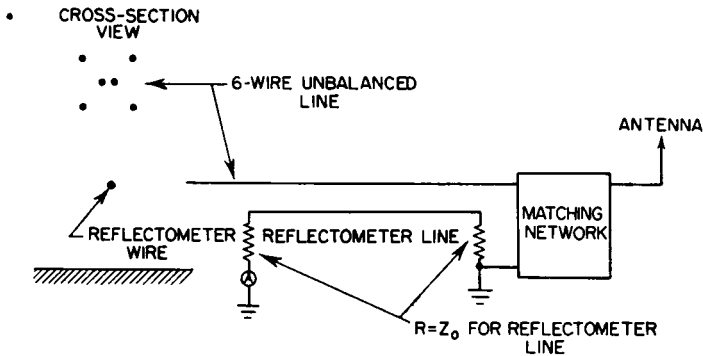 CROSS-SECTION
VIEW
6-WIRE UNBALANCED
LINE
ANTENNA
MATCHING
NETWORK
REFLECTOMETER
WIRE
REFLECTOMETER LINE
A
R=Z₀ FOR REFLECTOMETER
LINE